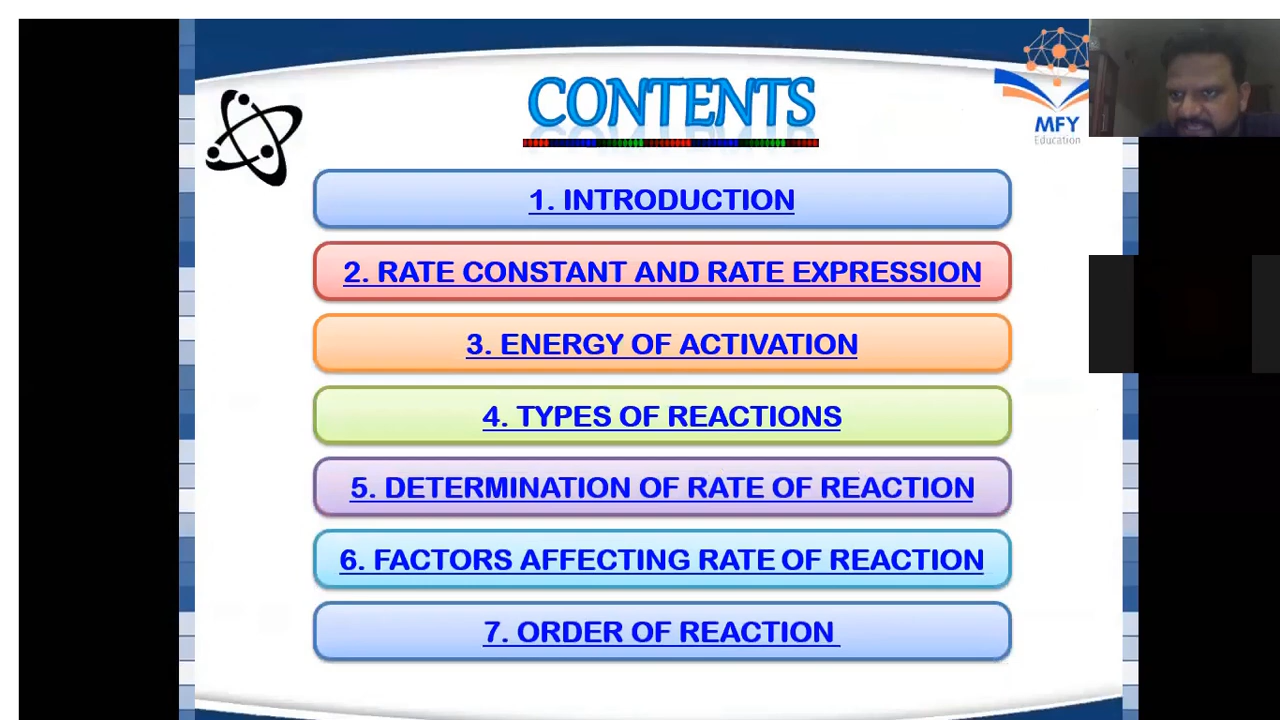 CONTENTS
MFY
Education
1. INTRODUCTION
2. RATE CONSTANT AND RATE EXPRESSION
3. ENERGY OF ACTIVATION
4. TYPES OF REACTIONS
5. DETERMINATION OF RATE OF REACTION
6. FACTORS AFFECTING RATE OF REACTION
7. ORDER OF REACTION